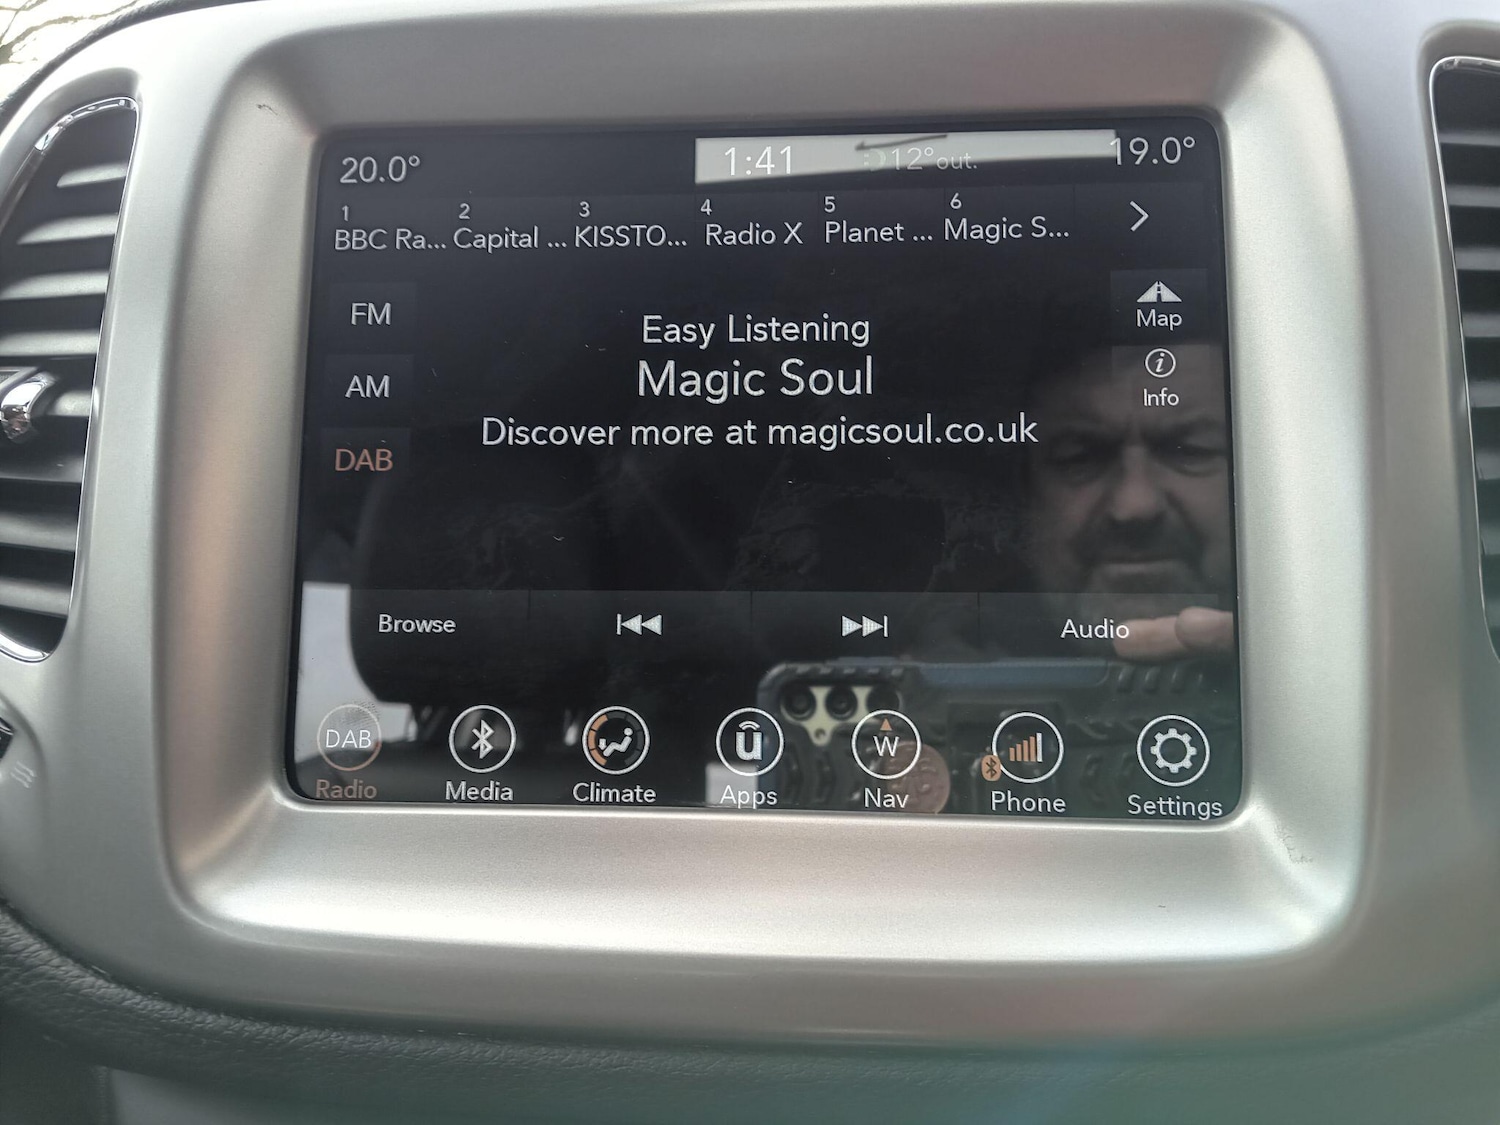 20.0° 1:41 12° out. 19.0°
1 2 3 4 5 6
BBC Ra... Capital ... KISSTO... Radio X Planet ... Magic S...
FM
Easy Listening
Map
Magic Soul
AM
Info
Discover more at magicsoul.co.uk
DAB
Browse Audio
DAB u W
Radio Media Climate Apps Nav Phone Settings